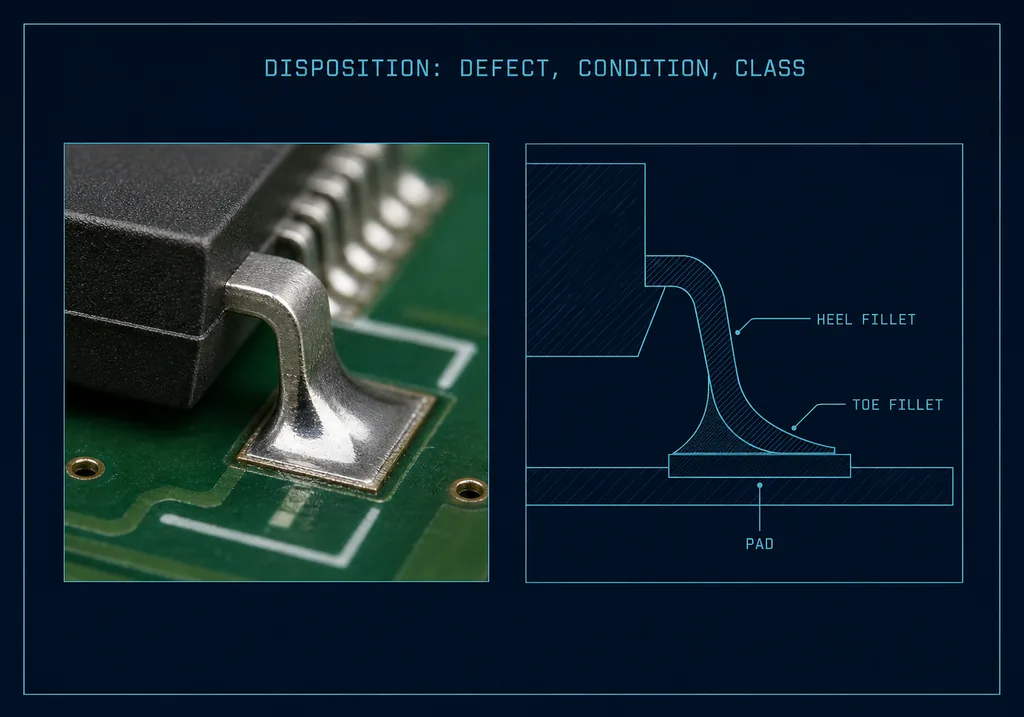 DISPOSITION: DEFECT, CONDITION, CLASS
HEEL FILLET
TOE FILLET
PAD